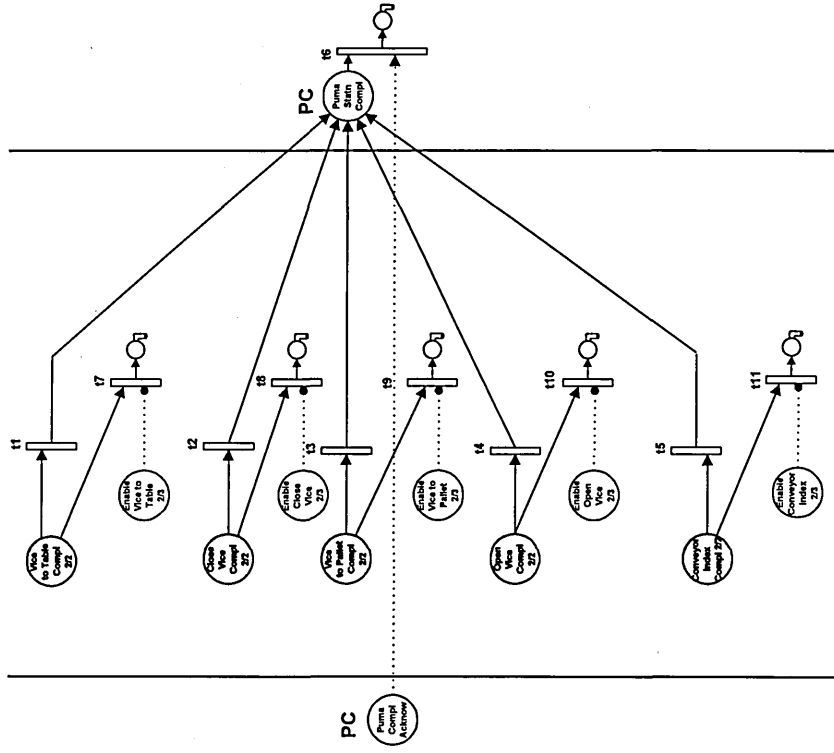 t6
PC
Puma
Statn
Compl
t1
t7
Vice
to Table
Compl
2/2
Enable
Vice to
Table
2/3
t2
t8
Close
Vice
Compl
2/2
Enable
Close
Vice
2/3
t3
t9
Vice
to Pallet
Compl
2/2
Enable
Vice to
Pallet
2/3
t4
t10
Open
Vice
Compl
2/2
Enable
Open
Vice
2/3
t5
t11
Conveyor
Index
Compl 2/2
Enable
Conveyor
Index
2/3
PC
Puma
Compl
Acknow